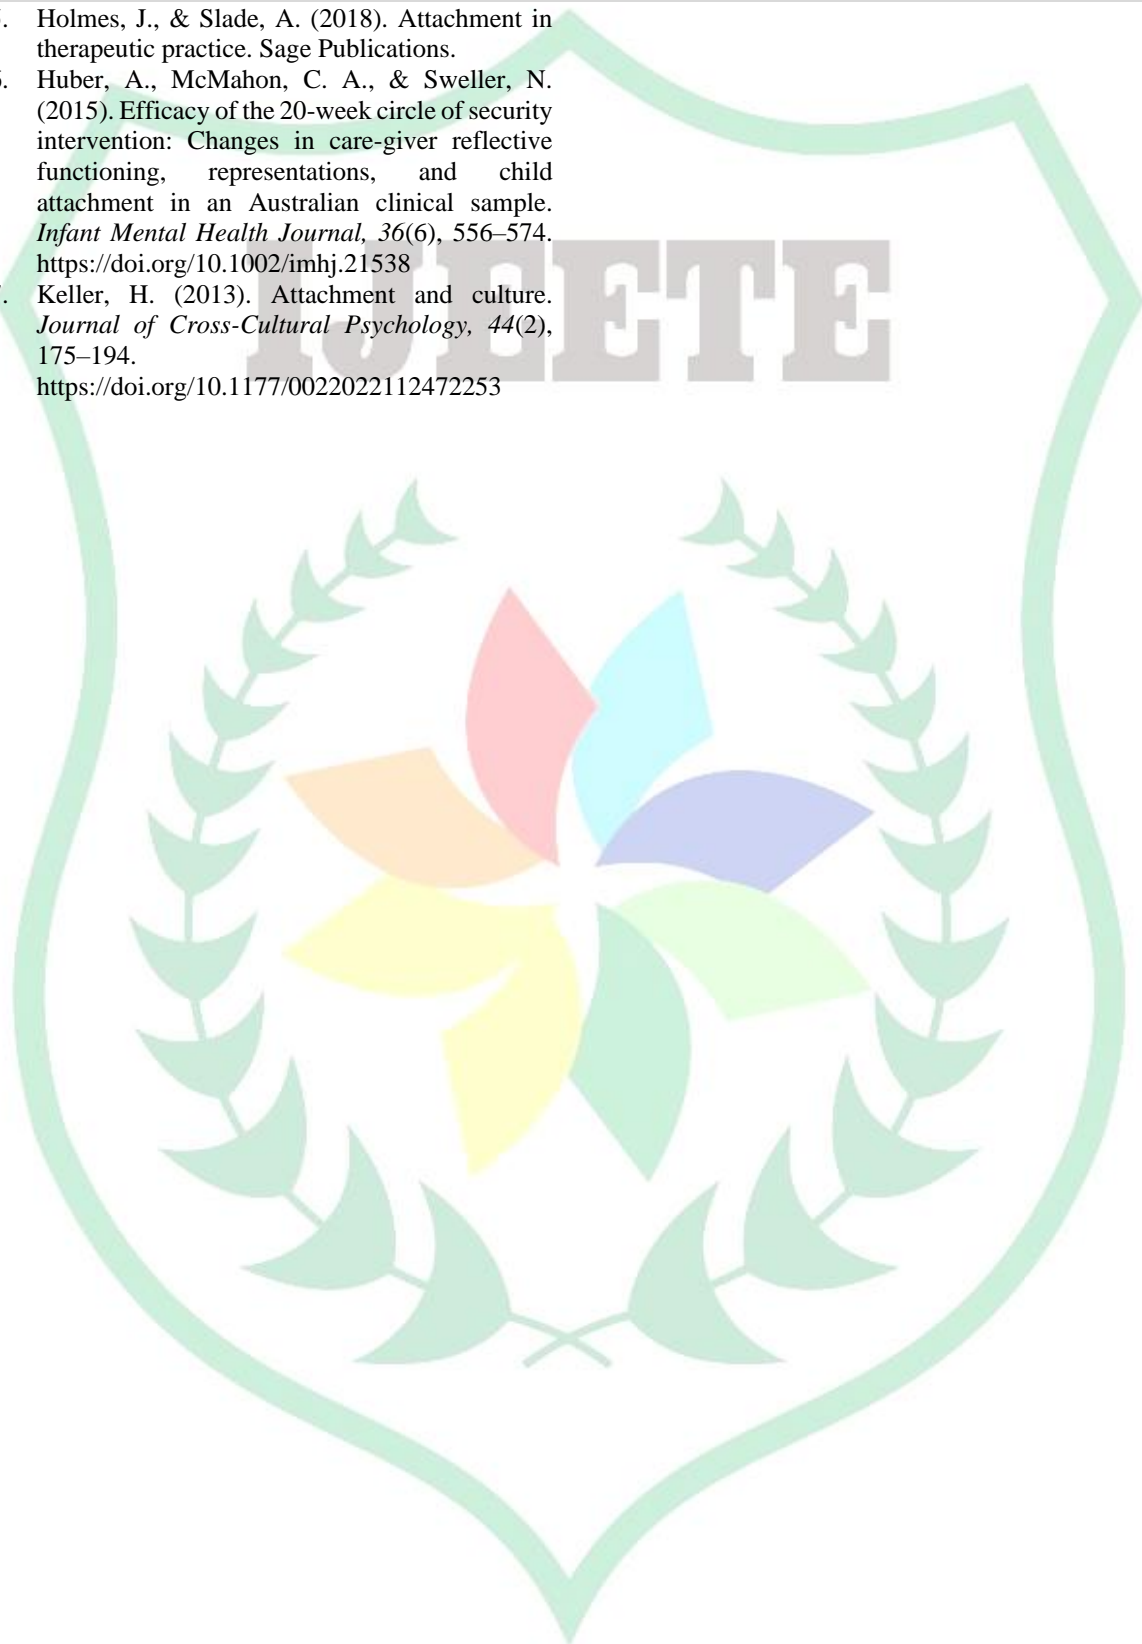 Holmes, J., & Slade, A. (2018). Attachment in
therapeutic practice. Sage Publications.
Huber, A., McMahon, C. A., & Sweller, N.
(2015). Efficacy of the 20-week circle of security
intervention: Changes in care-giver reflective
functioning, representations, and child
attachment in an Australian clinical sample.
Infant Mental Health Journal, 36(6), 556–574.
https://doi.org/10.1002/imhj.21538
Keller, H. (2013). Attachment and culture.
Journal of Cross-Cultural Psychology, 44(2),
175–194.
https://doi.org/10.1177/0022022112472253
IJEETE